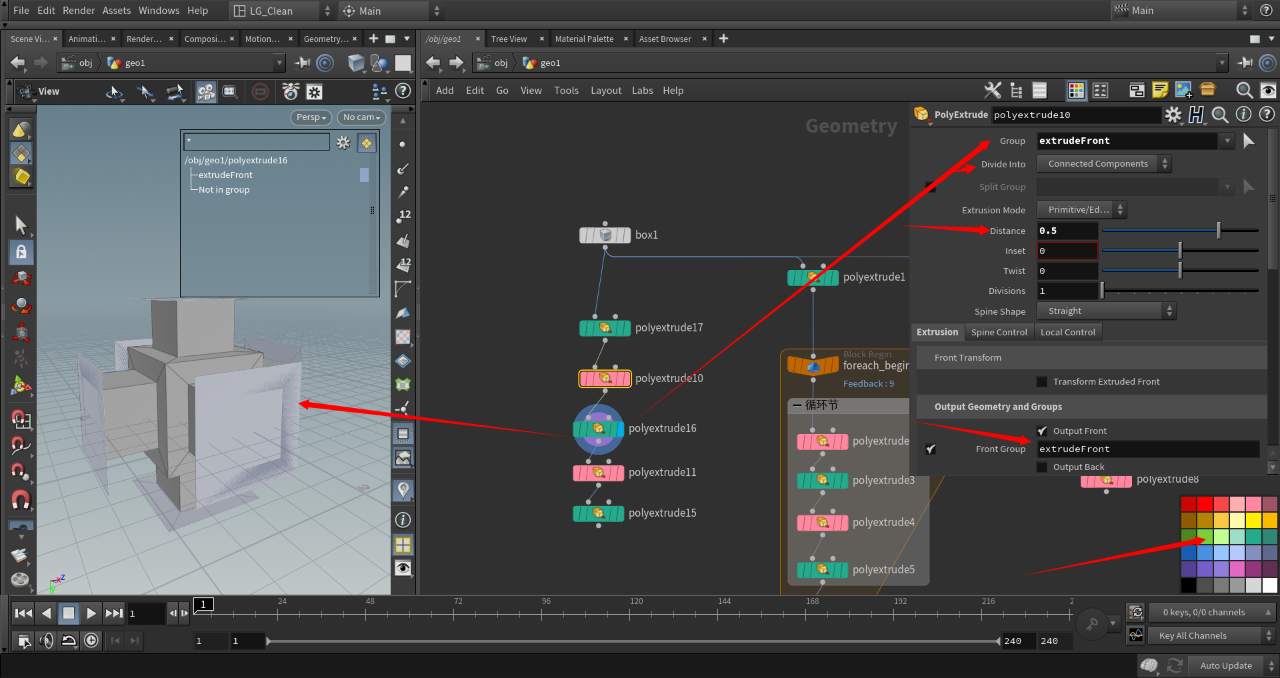 File Edit Render Assets Windows Help LG_Clean Main Main
Scene Vi... Animati... Render... Composi... Motion... Geometry... /obj/geo1 Tree View Material Palette Asset Browser
obj geo1 obj geo1
View Add Edit Go View Tools Layout Labs Help
Persp No cam
*
/obj/geo1/polyextrude16
extrudeFront
Not in group
12
12
Geometry
box1
polyextrude1
polyextrude17
polyextrude10
polyextrude16
polyextrude11
polyextrude15
Block Begin
foreach_begin
Feedback : 9
一 循环节
polyextrude
polyextrude3
polyextrude4
polyextrude5
polyextrude8
PolyExtrude polyextrude10
Group extrudeFront
Divide Into Connected Components
Split Group
Extrusion Mode Primitive/Ed...
Distance 0.5
Inset 0
Twist 0
Divisions 1
Spine Shape Straight
Extrusion Spine Control Local Control
Front Transform
Transform Extruded Front
Output Geometry and Groups
Output Front
Front Group extrudeFront
Output Back
1 1 24 48 72 96 120 144 168 192 216 2
0 keys, 0/0 channels
1 1 240 240 Key All Channels
Auto Update